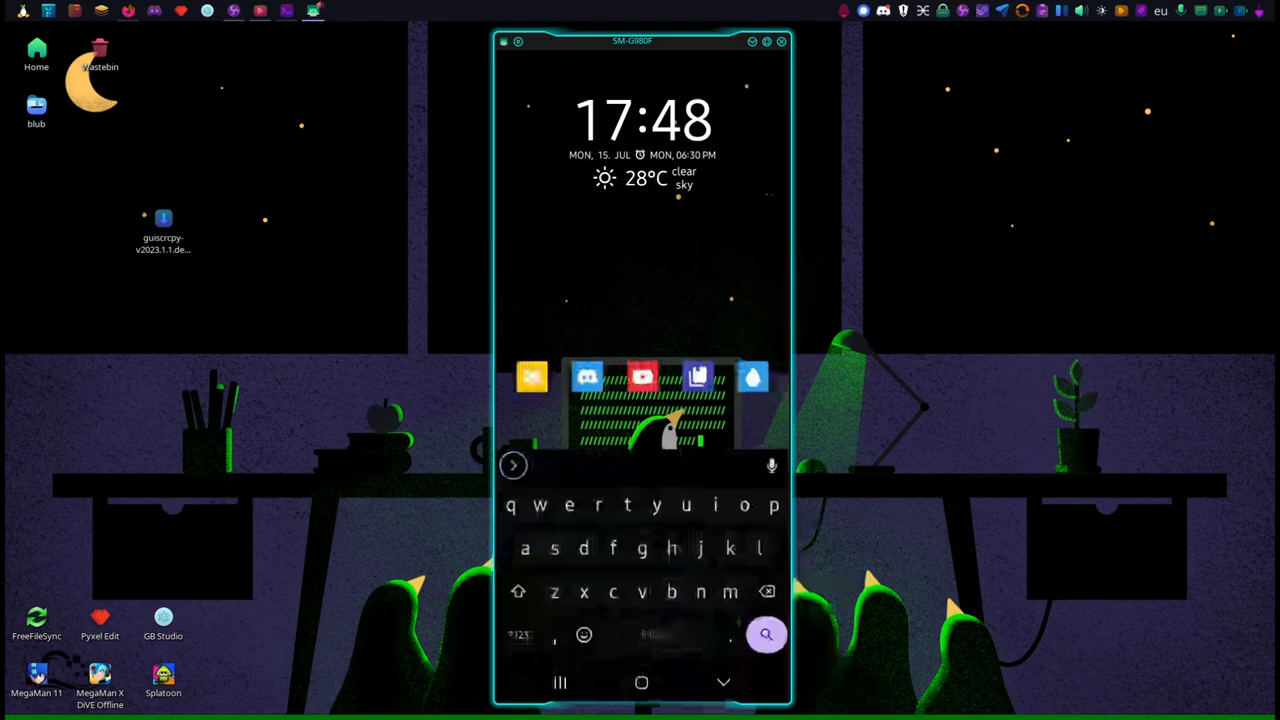 eu
SM-G980F
Home
Wastebin
blub
guiscrcpy-
v2023.1.1.de...
17:48
MON, 15. JUL MON, 06:30 PM
28°C clear
sky
q w e r t y u i o p
a s d f g h j k l
z x c v b n m
?123 , .
FreeFileSync
Pyxel Edit
GB Studio
MegaMan 11
MegaMan X
DiVE Offline
Splatoon